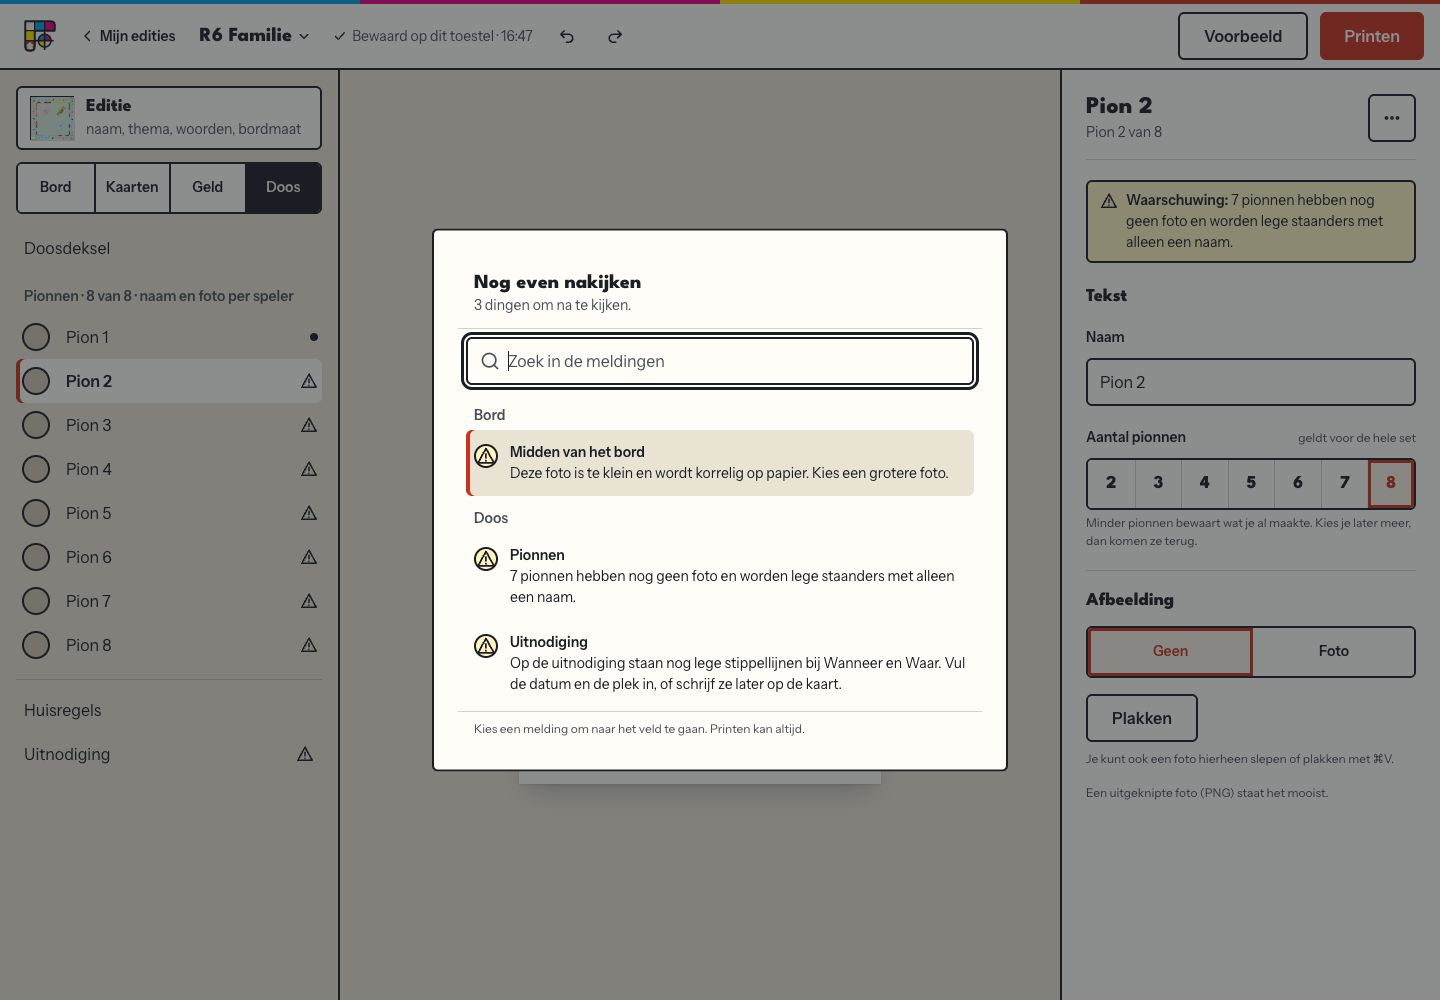 Mijn edities
R6 Familie
Bewaard op dit toestel · 16:47
Voorbeeld
Printen
Editie
naam, thema, woorden, bordmaat
Bord
Kaarten
Geld
Doos
Doosdeksel
Pionnen · 8 van 8 · naam en foto per speler
Pion 1
Pion 2
Pion 3
Pion 4
Pion 5
Pion 6
Pion 7
Pion 8
Huisregels
Uitnodiging
Nog even nakijken
3 dingen om na te kijken.
Zoek in de meldingen
Bord
Midden van het bord
Deze foto is te klein en wordt korrelig op papier. Kies een grotere foto.
Doos
Pionnen
7 pionnen hebben nog geen foto en worden lege staanders met alleen
een naam.
Uitnodiging
Op de uitnodiging staan nog lege stippellijnen bij Wanneer en Waar. Vul
de datum en de plek in, of schrijf ze later op de kaart.
Kies een melding om naar het veld te gaan. Printen kan altijd.
Pion 2
Pion 2 van 8
Waarschuwing: 7 pionnen hebben nog
geen foto en worden lege staanders met
alleen een naam.
Tekst
Naam
Pion 2
Aantal pionnen
geldt voor de hele set
2 3 4 5 6 7 8
Minder pionnen bewaart wat je al maakte. Kies je later meer,
dan komen ze terug.
Afbeelding
Geen
Foto
Plakken
Je kunt ook een foto hierheen slepen of plakken met ⌘V.
Een uitgeknipte foto (PNG) staat het mooist.